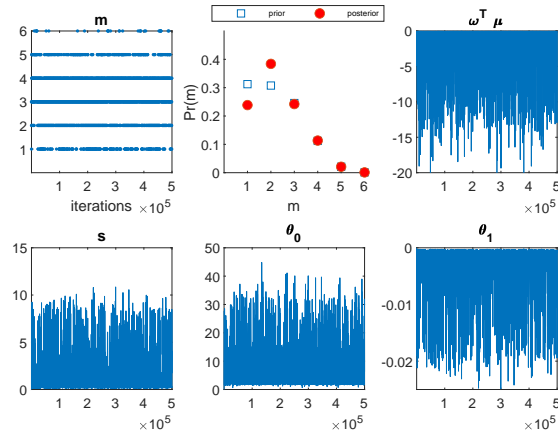 prior posterior
m
6
5
4
3
2
1
1 2 3 4 5
iterations ×10^5
Pr(m)
0.4
0.3
0.2
0.1
0
1 2 3 4 5 6
m
ω^T μ
0
-5
-10
-15
-20
1 2 3 4 5
×10^5
s
15
10
5
0
1 2 3 4 5
×10^5
θ_0
50
40
30
20
10
0
1 2 3 4 5
×10^5
θ_1
-0.01
-0.02
1 2 3 4 5
×10^5